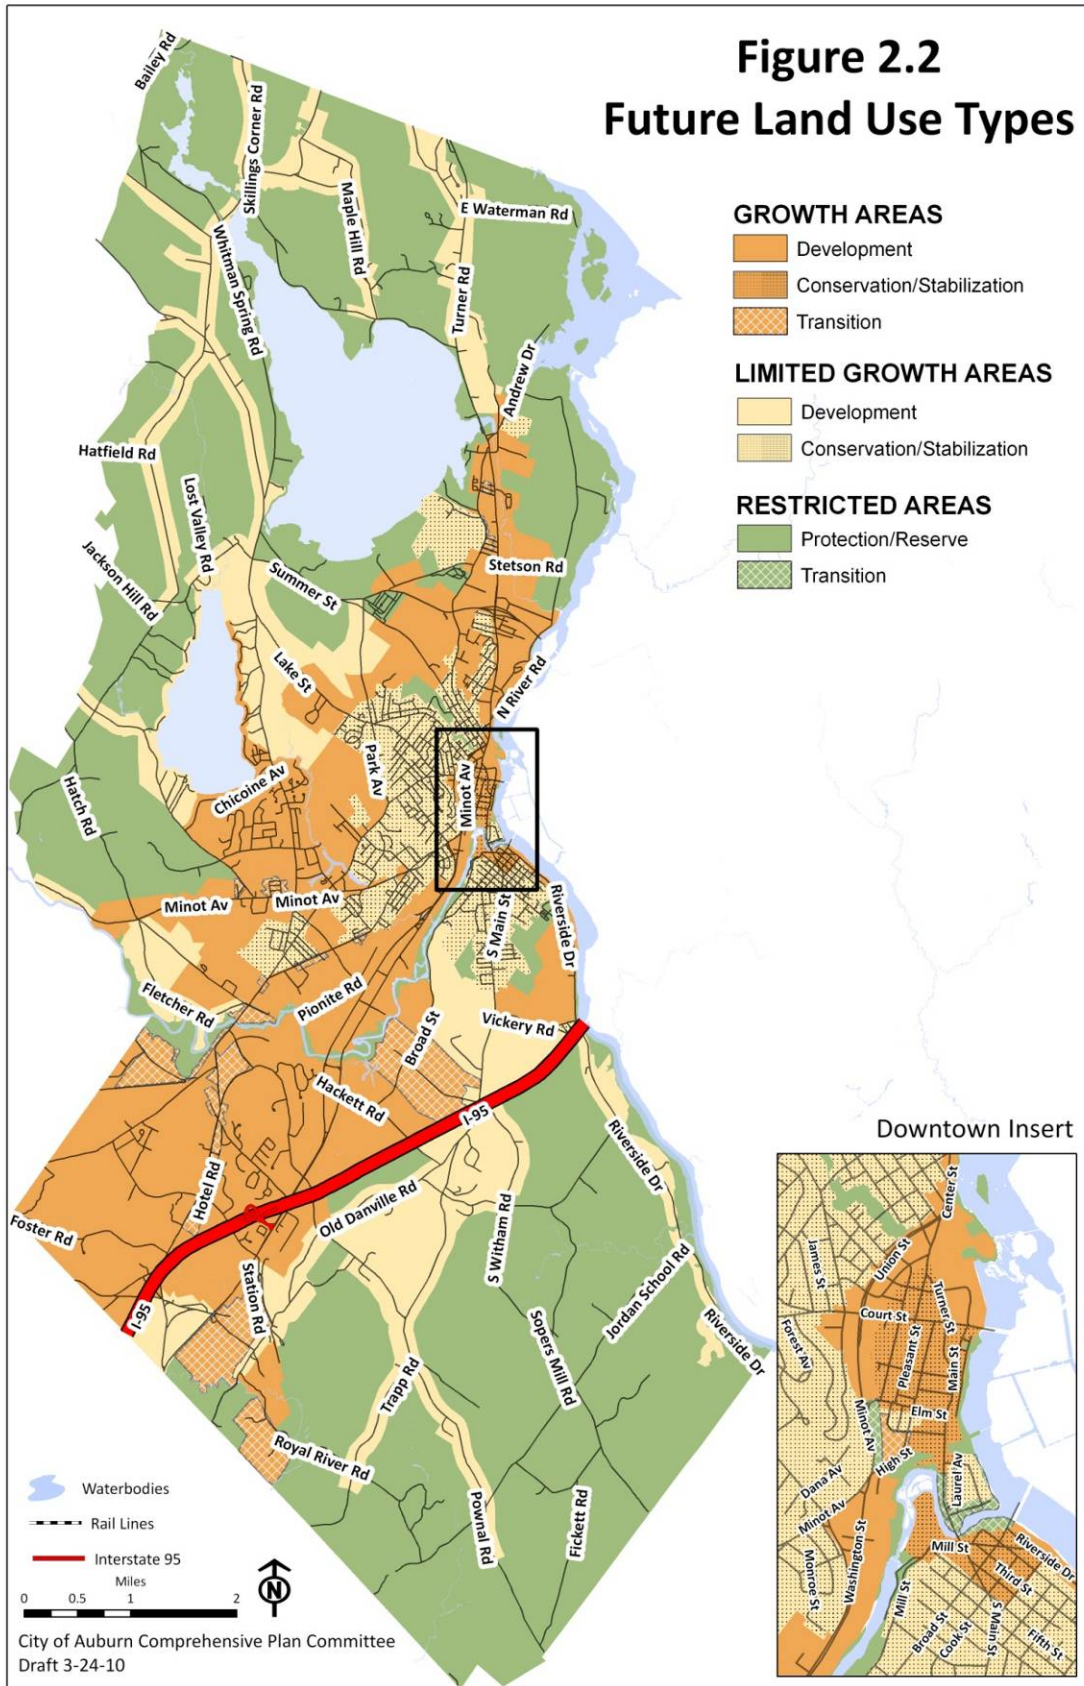 Figure 2.2
Future Land Use Types
GROWTH AREAS
Development
Conservation/Stabilization
Transition
LIMITED GROWTH AREAS
Development
Conservation/Stabilization
RESTRICTED AREAS
Protection/Reserve
Transition
Bailey Rd
Skillings Corner Rd
Maple Hill Rd
E Waterman Rd
Whitman Spring Rd
Turner Rd
Andrew Dr
Hatfield Rd
Lost Valley Rd
Jackson Hill Rd
Summer St
Stetson Rd
Lake St
N River Rd
Park Av
Minot Av
Chicoine Av
Hatch Rd
Minot Av
Minot Av
S Main St
Riverside Dr
Fletcher Rd
Pionite Rd
Broad St
Vickery Rd
Hackett Rd
I-95
Hotel Rd
Old Danville Rd
Riverside Dr
Foster Rd
S Witham Rd
Station Rd
Jordan School Rd
I-95
Sopers Mill Rd
Riverside Dr
Trapp Rd
Royal River Rd
Pownal Rd
Fickett Rd
Downtown Insert
Center St
James St
Union St
Turner St
Court St
Forest Av
Pleasant St
Main St
Minot Av
Elm St
High St
Laurel Av
Dana Av
Minot Av
Washington St
Mill St
Riverside Dr
Monroe St
Third St
Mill St
Broad St
Cook St
S Main St
Fifth St
Waterbodies
Rail Lines
Interstate 95
Miles
0 0.5 1 2
N
City of Auburn Comprehensive Plan Committee
Draft 3-24-10